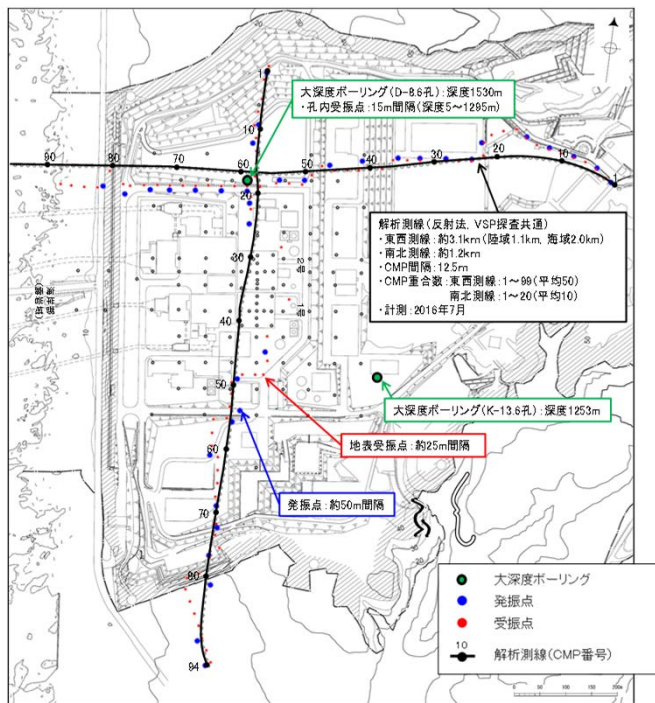 大深度ボーリング(D-8.6孔):深度1530m
・孔内受振点:15m間隔(深度5～1295m)
1
10
90
80
70
60
50
40
30
20
10
1
20
30
40
50
60
70
80
94
解析測線(反射法、VSP探査共通)
・東西測線:約3.1km(陸域1.1km, 海域2.0km)
・南北測線:約1.2km
・CMP間隔:12.5m
・CMP重合数:東西測線:1～99(平均50)
南北測線:1～20(平均10)
・計測:2016年7月
大深度ボーリング(K-13.6孔):深度1253m
地表受振点:約25m間隔
発振点:約50m間隔
大深度ボーリング
発振点
受振点
10
解析測線(CMP番号)
0 50 100 150 200m